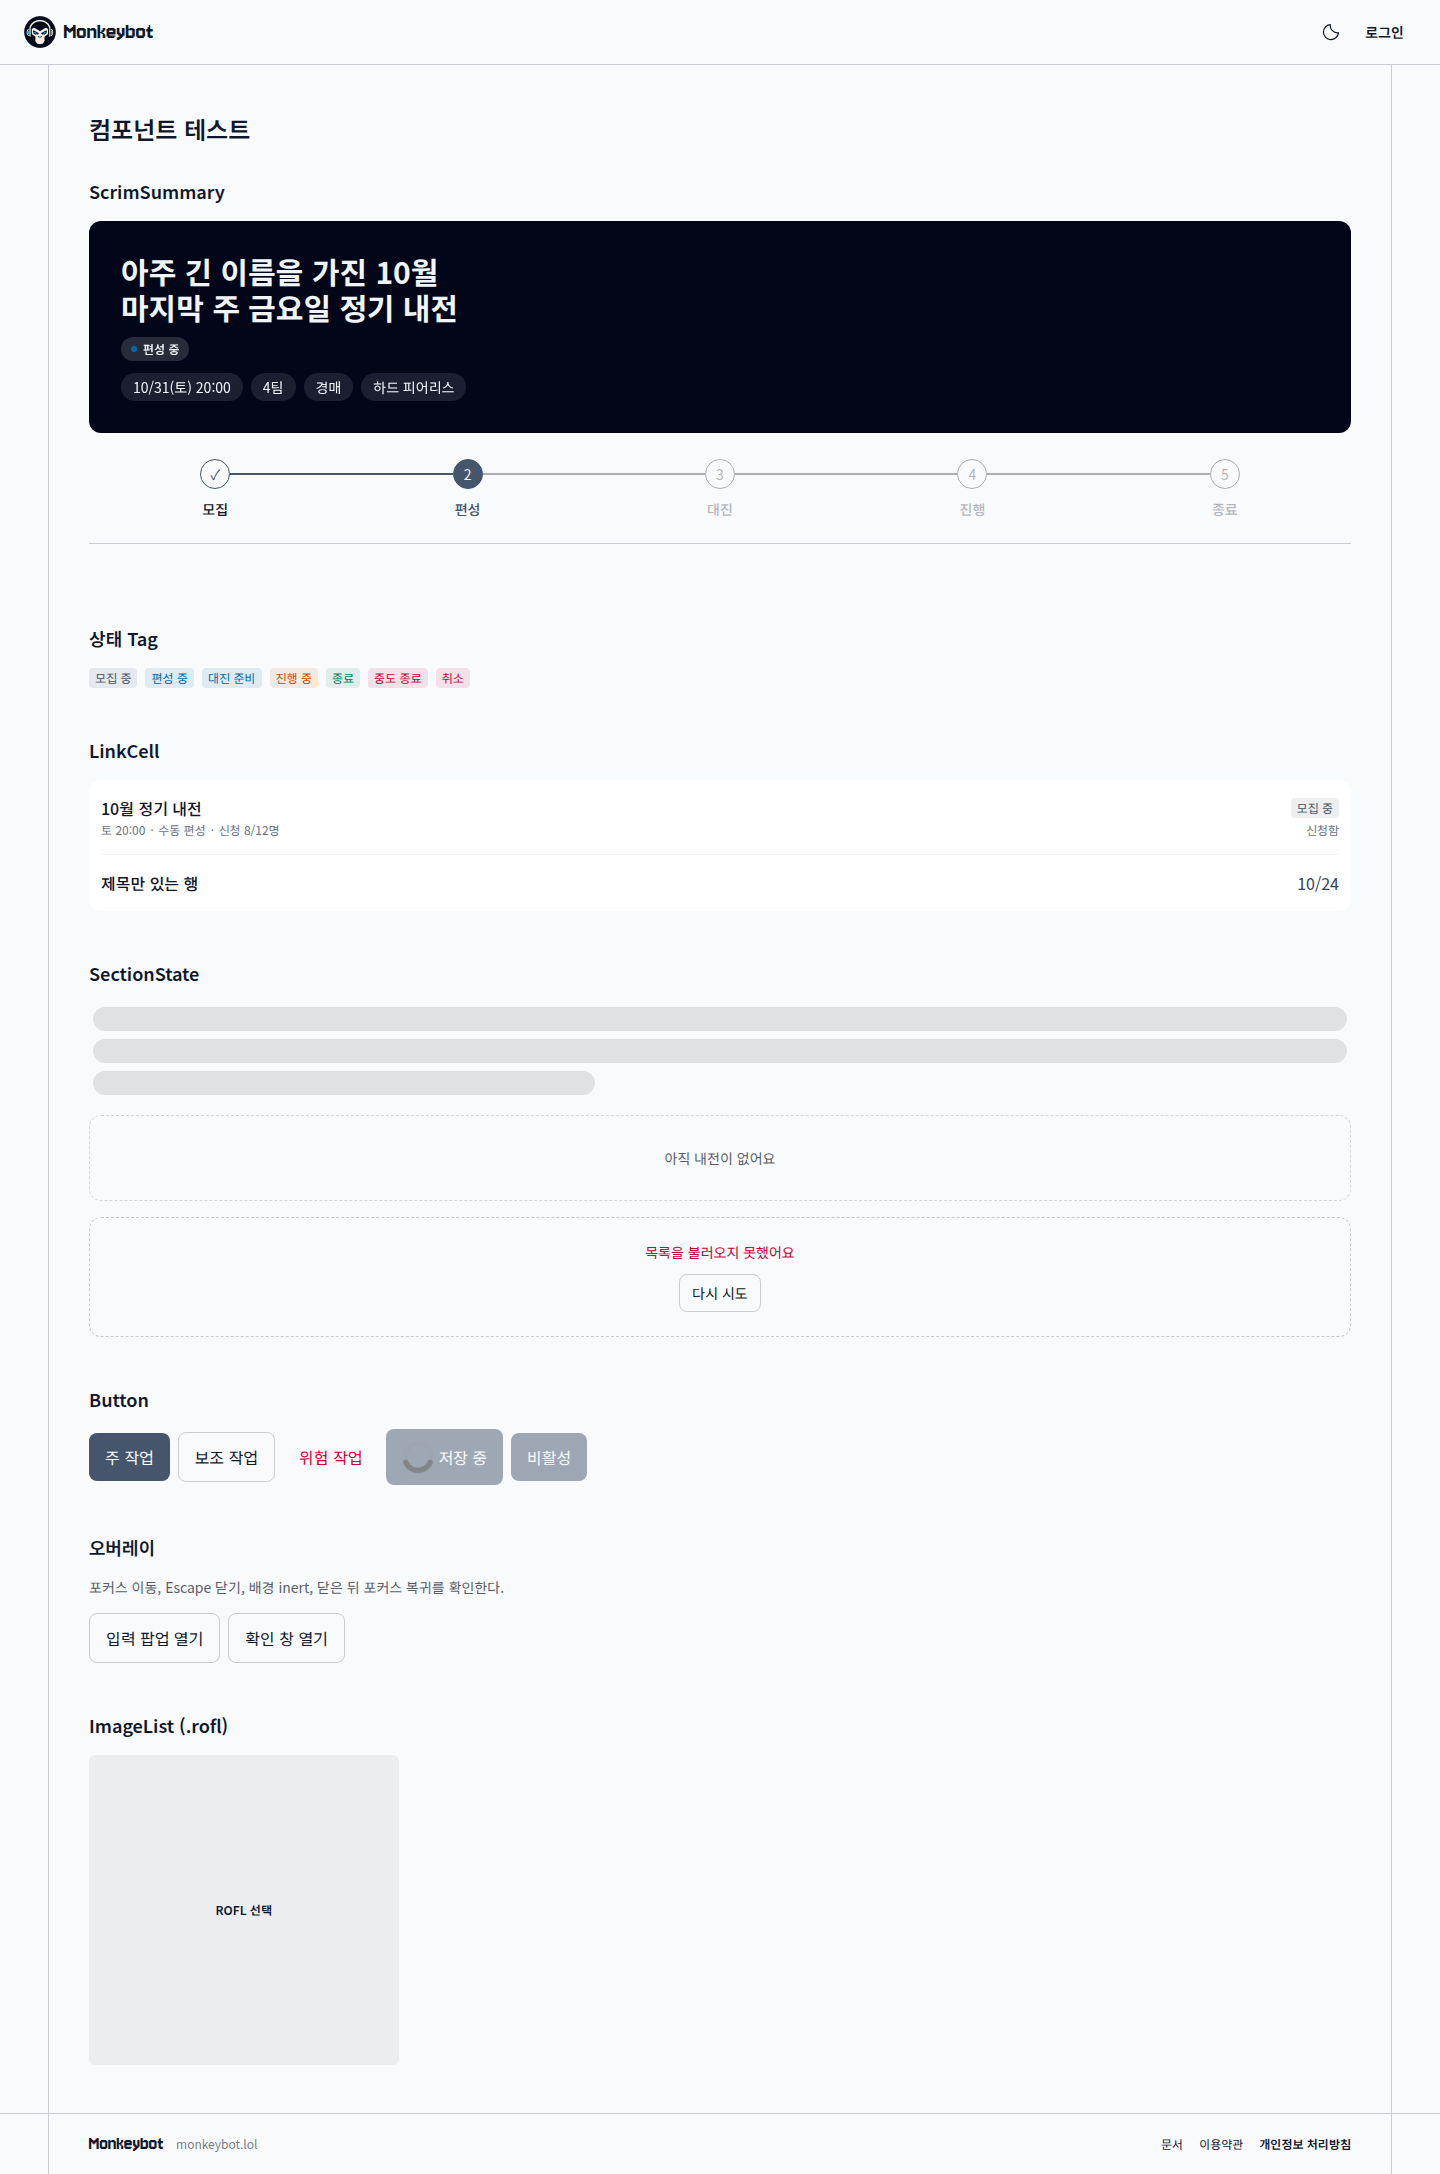 Monkeybot
로그인
컴포넌트 테스트
ScrimSummary
아주 긴 이름을 가진 10월
마지막 주 금요일 정기 내전
편성 중
10/31(토) 20:00 4팀 경매 하드 피어리스
✓ 2 3 4 5
모집 편성 대진 진행 종료
상태 Tag
모집 중 편성 중 대진 준비 진행 중 종료 중도 종료 취소
LinkCell
10월 정기 내전
모집 중
토 20:00 · 수동 편성 · 신청 8/12명
신청함
제목만 있는 행
10/24
SectionState
아직 내전이 없어요
목록을 불러오지 못했어요
다시 시도
Button
주 작업 보조 작업 위험 작업 저장 중 비활성
오버레이
포커스 이동, Escape 닫기, 배경 inert, 닫은 뒤 포커스 복귀를 확인한다.
입력 팝업 열기 확인 창 열기
ImageList (.rofl)
ROFL 선택
Monkeybot monkeybot.lol
문서 이용약관 개인정보 처리방침